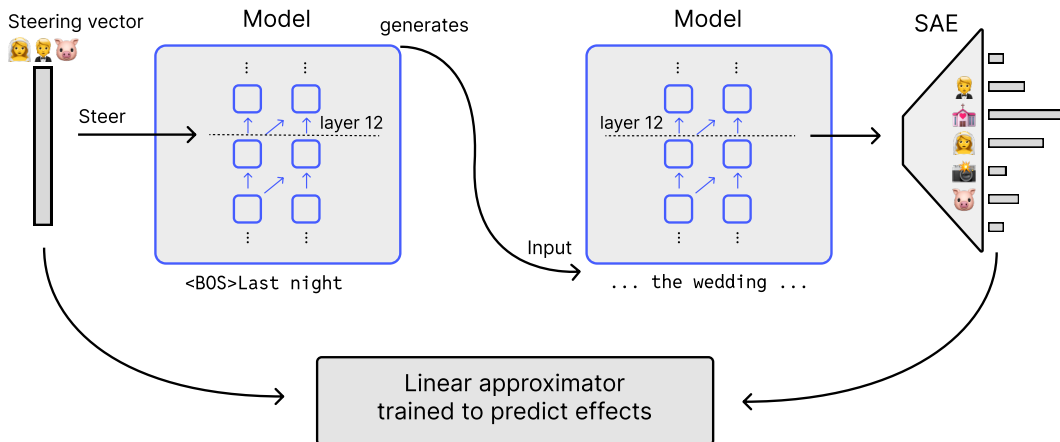 Steering vector
Model
generates
Model
SAE
Steer
layer 12
layer 12
Input
<BOS>Last night
... the wedding ...
Linear approximator
trained to predict effects